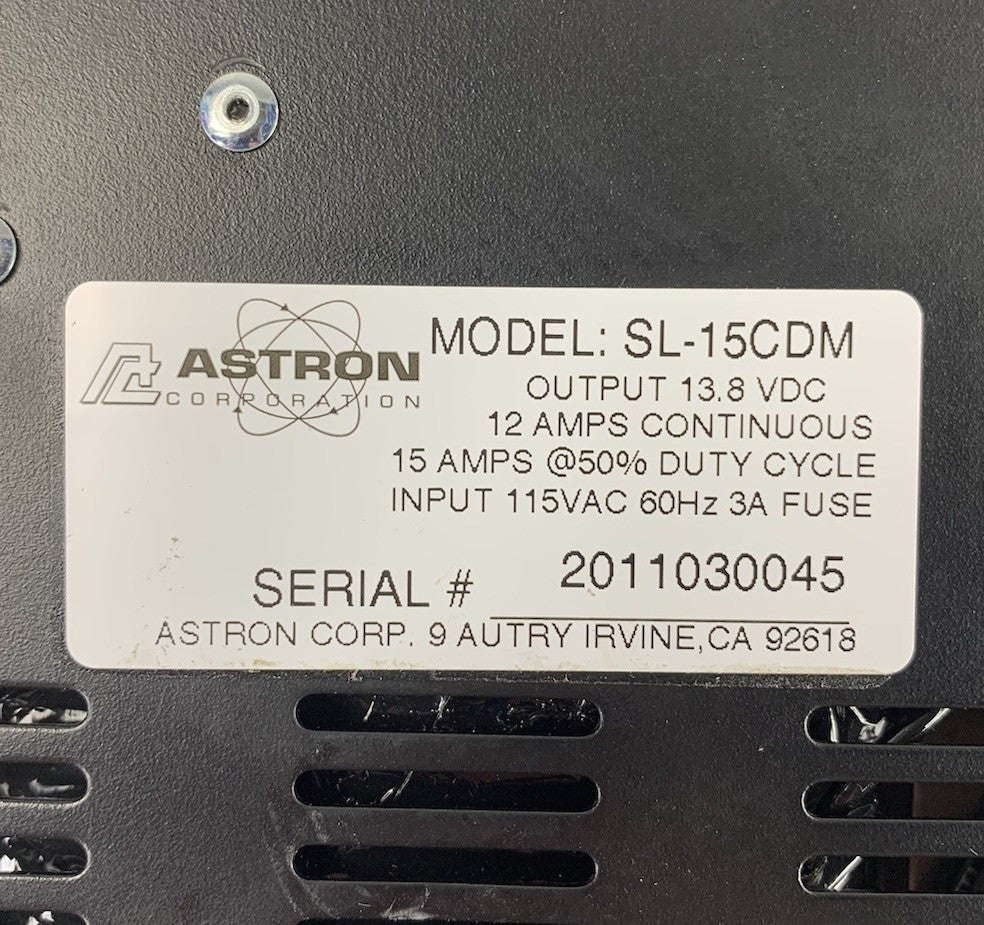 ASTRON
CORPORATION
MODEL: SL-15CDM
OUTPUT 13.8 VDC
12 AMPS CONTINUOUS
15 AMPS @50% DUTY CYCLE
INPUT 115VAC 60Hz 3A FUSE
SERIAL # 2011030045
ASTRON CORP. 9 AUTRY IRVINE,CA 92618